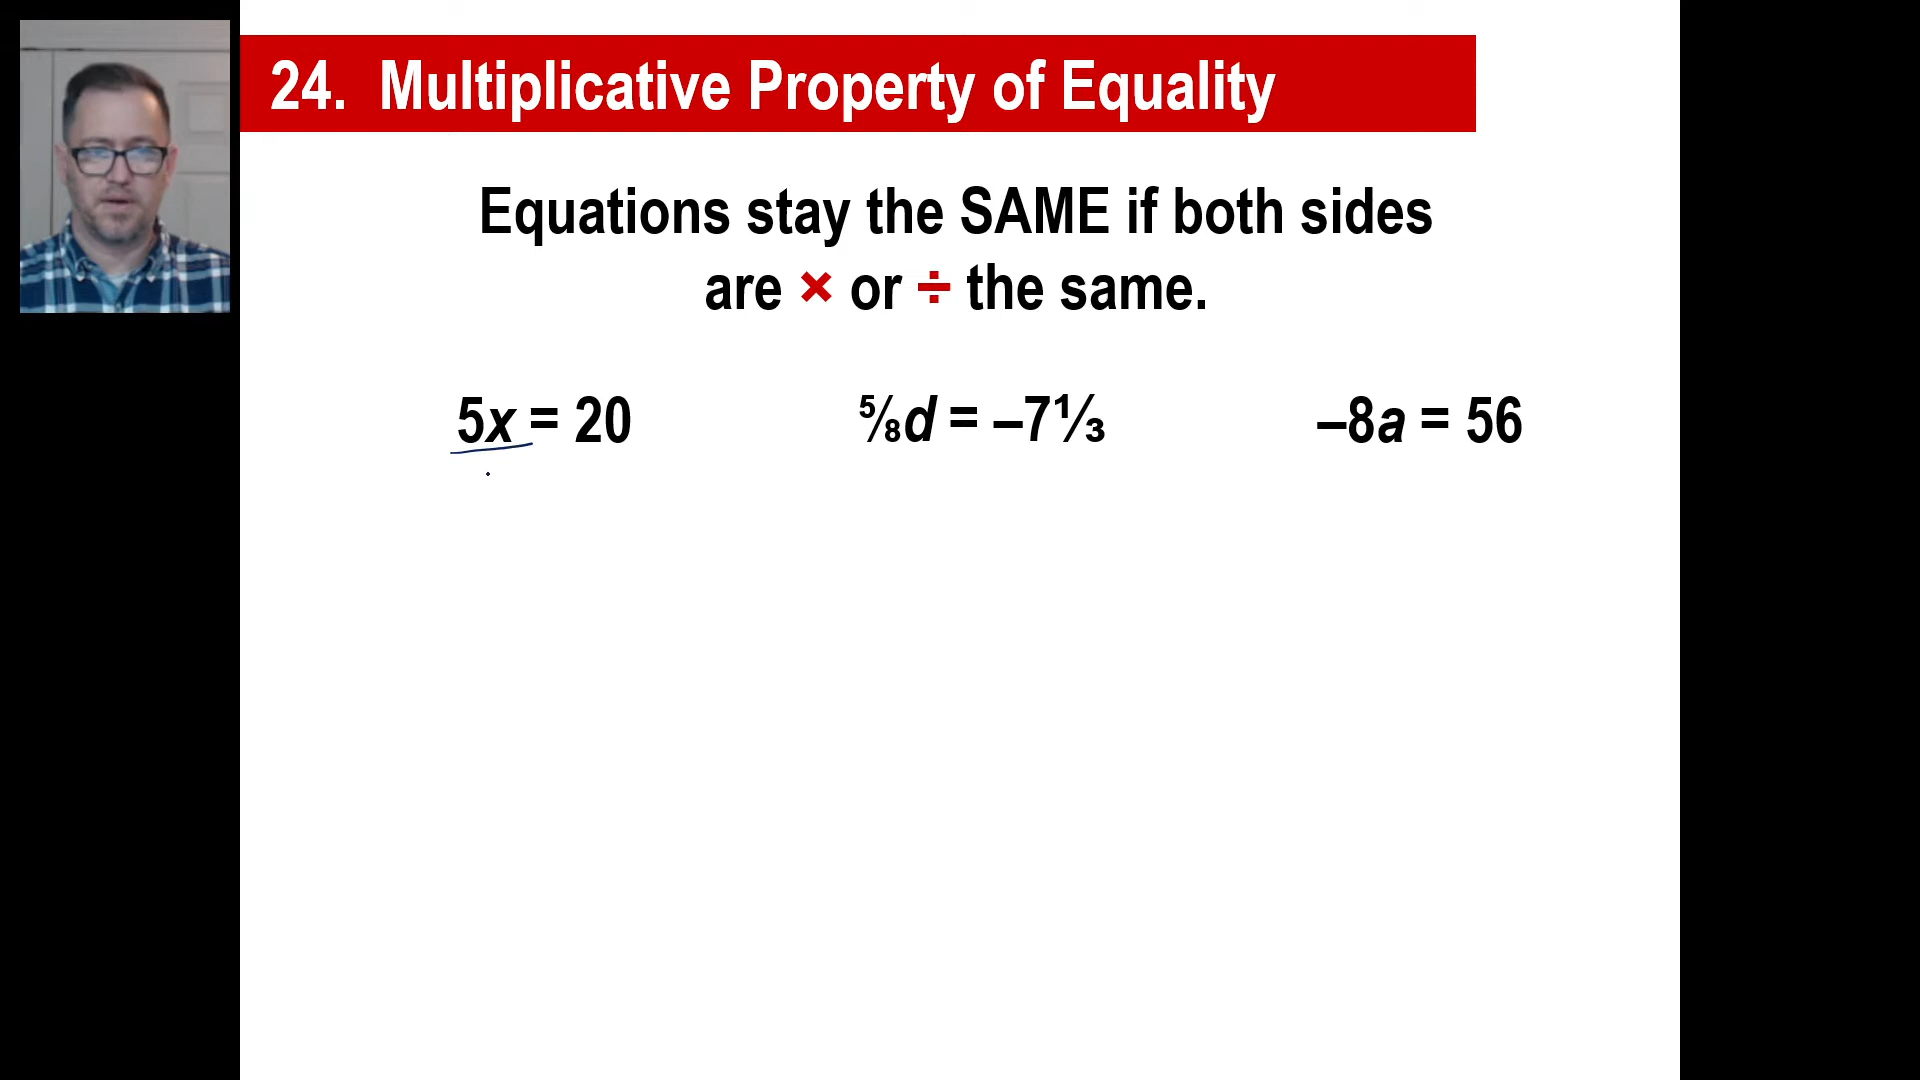 24. Multiplicative Property of Equality
Equations stay the SAME if both sides
are × or ÷ the same.
5x = 20
⅝d = –7⅓
–8a = 56